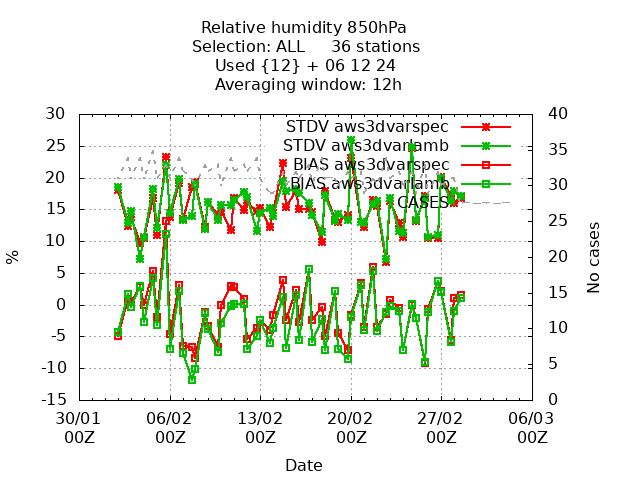 Relative humidity 850hPa
Selection: ALL 36 stations
Used {12} + 06 12 24
Averaging window: 12h
30 40
25 35
20 30
15 25
10 20
5 15
0 10
-5 5
-10 0
-15
%
No cases
STDV aws3dvarspec
STDV aws3dvarlamb
BIAS aws3dvarspec
BIAS aws3dvarlamb
CASES
30/01 06/02 13/02 20/02 27/02 06/03
00Z 00Z 00Z 00Z 00Z 00Z
Date